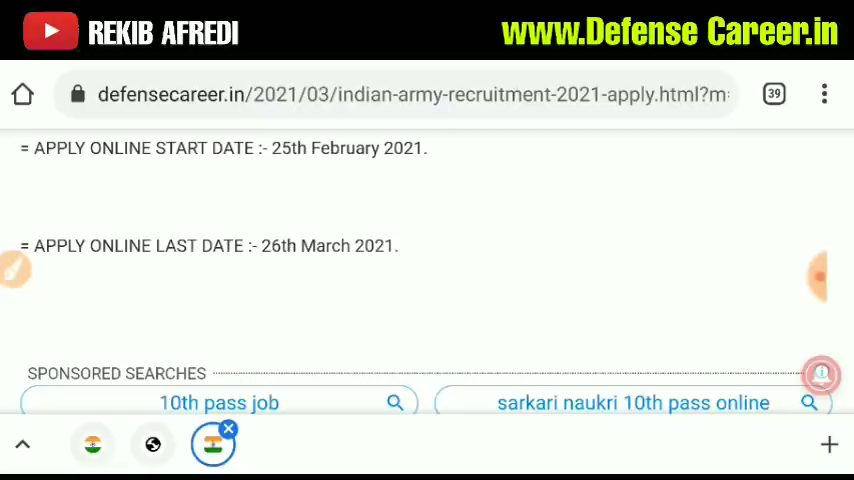 REKIB AFREDI
www.Defense Career.in
defensecareer.in/2021/03/indian-army-recruitment-2021-apply.html?m=
39
= APPLY ONLINE START DATE :- 25th February 2021.
= APPLY ONLINE LAST DATE :- 26th March 2021.
SPONSORED SEARCHES
10th pass job
sarkari naukri 10th pass online